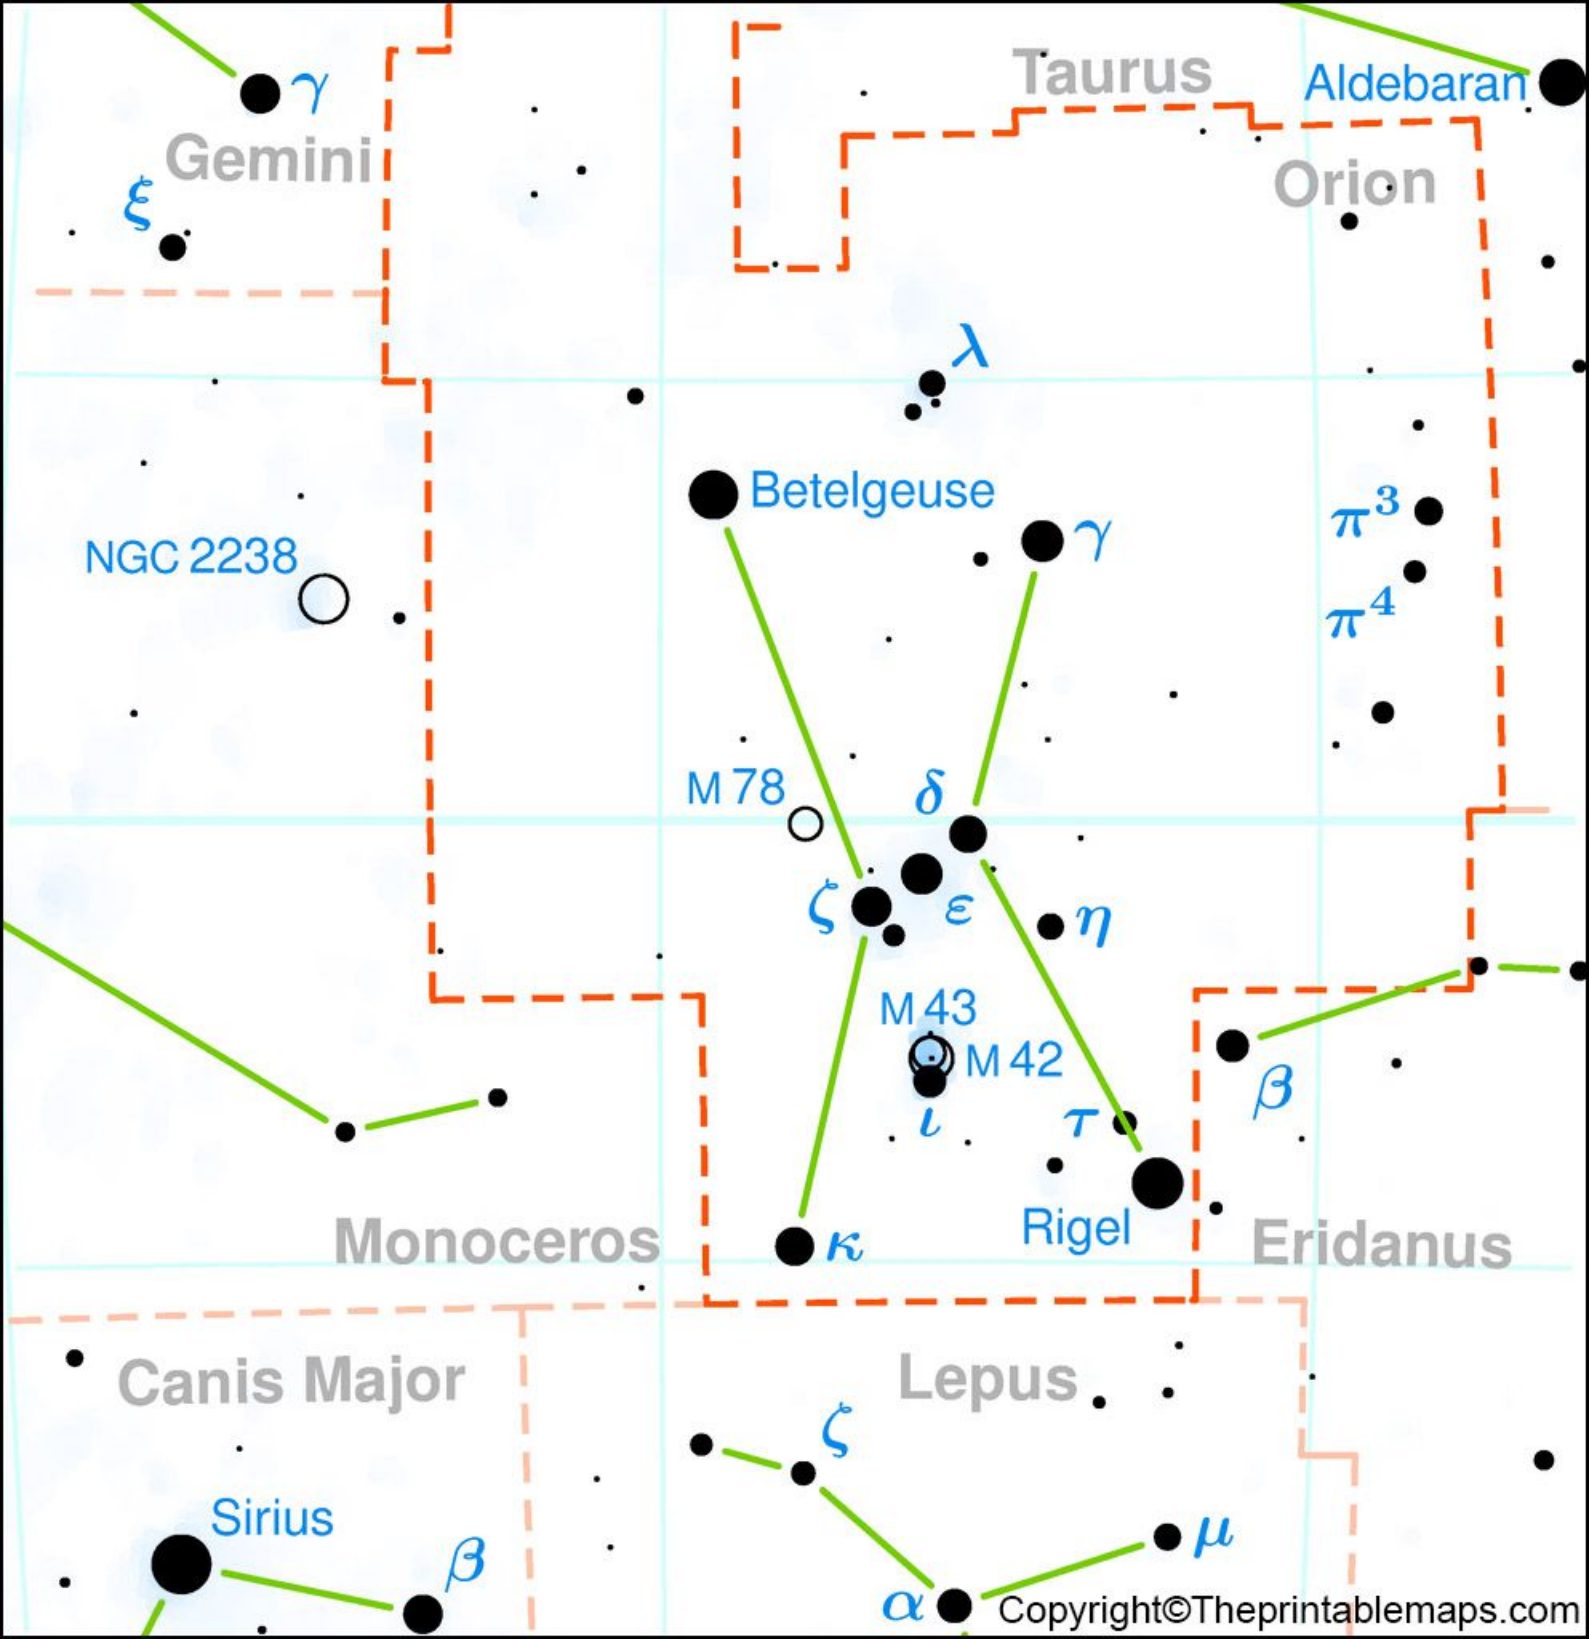 Taurus
Aldebaran
γ
Gemini
Orion
ξ
λ
Betelgeuse
γ
π³
NGC 2238
π⁴
M 78
δ
ζ
ε
η
M 43
M 42
β
ι
τ
Rigel
Monoceros
κ
Eridanus
Canis Major
Lepus
ζ
Sirius
β
μ
α
Copyright©Theprintablemaps.com